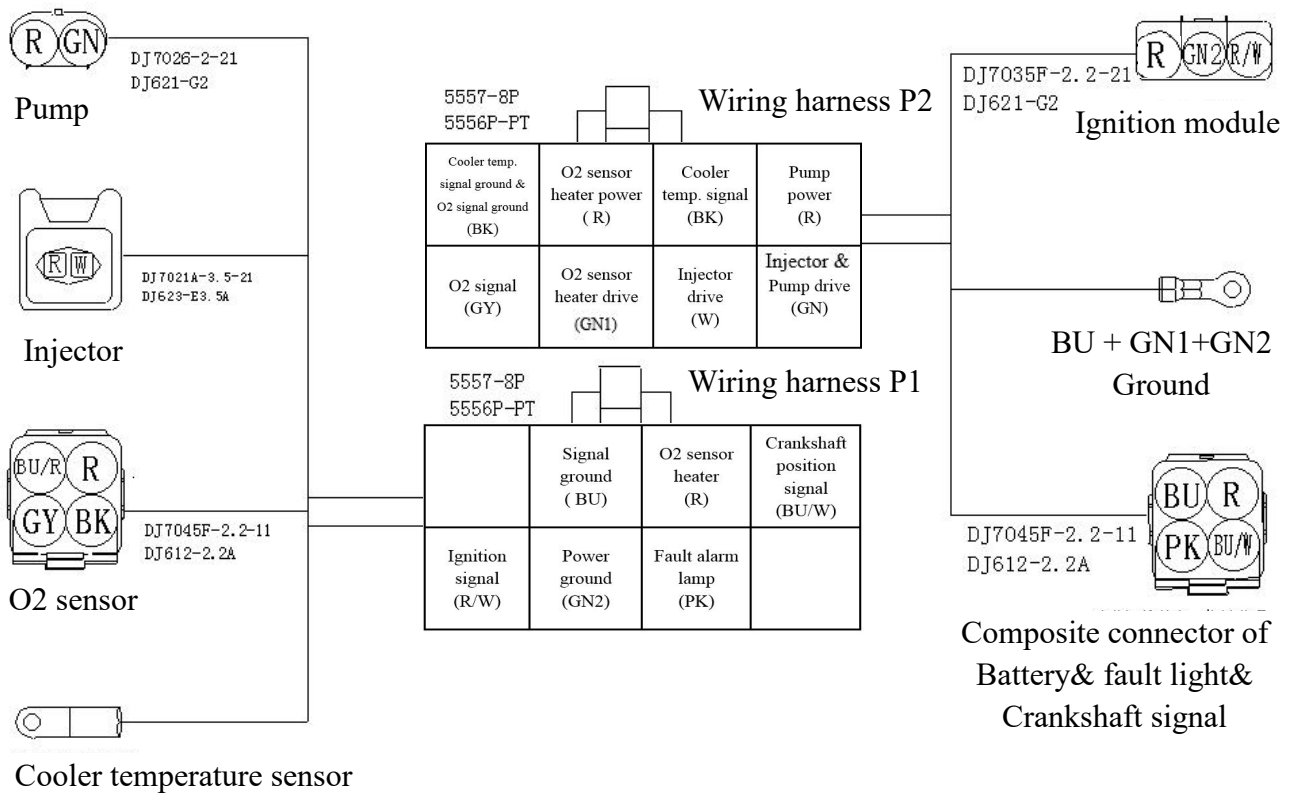 R GN
DJ7026-2-21
DJ621-G2
Pump
R W
DJ7021A-3.5-21
DJ623-E3.5A
Injector
BU/R R
GY BK
DJ7045F-2.2-11
DJ612-2.2A
O2 sensor
Cooler temperature sensor
5557-8P
5556P-PT
Wiring harness P2
Cooler temp.
signal ground &
O2 signal ground
(BK)
O2 sensor
heater power
( R)
Cooler
temp. signal
(BK)
Pump
power
(R)
O2 signal
(GY)
O2 sensor
heater drive
(GN1)
Injector
drive
(W)
Injector &
Pump drive
(GN)
5557-8P
5556P-PT
Wiring harness P1
Signal
ground
( BU)
O2 sensor
heater
(R)
Crankshaft
position
signal
(BU/W)
Ignition
signal
(R/W)
Power
ground
(GN2)
Fault alarm
lamp
(PK)
R GN2 R/W
DJ7035F-2.2-21
DJ621-G2
Ignition module
BU + GN1+GN2
Ground
BU R
PK BU/W
DJ7045F-2.2-11
DJ612-2.2A
Composite connector of
Battery& fault light&
Crankshaft signal